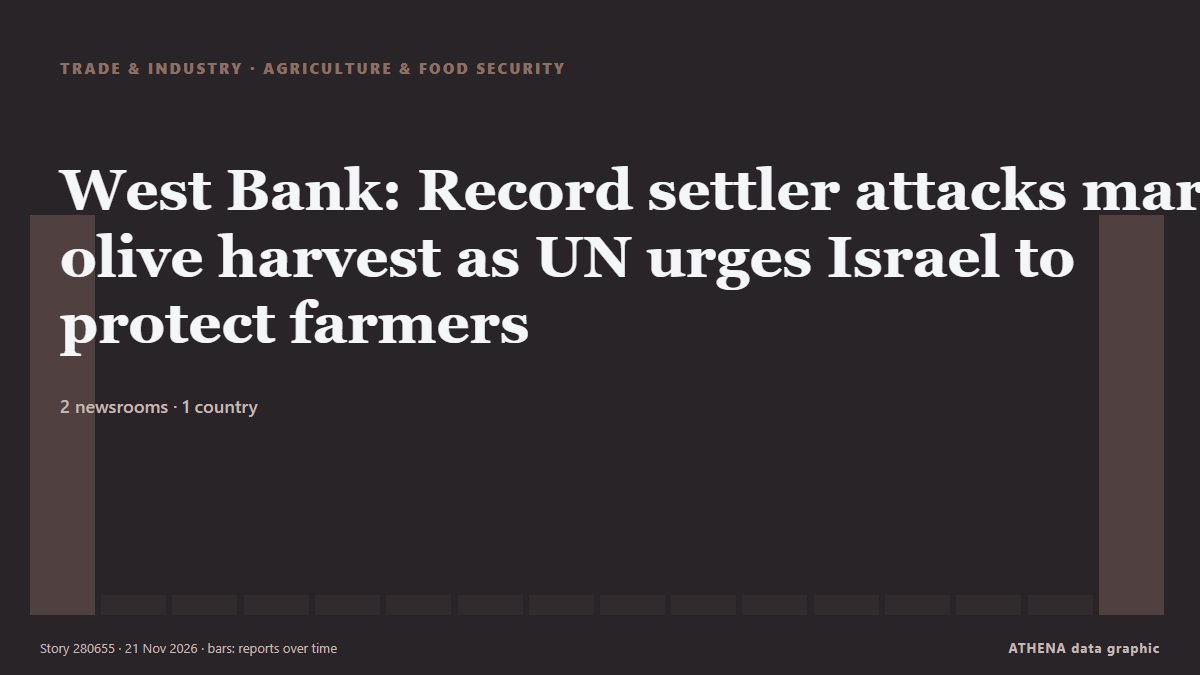 TRADE & INDUSTRY · AGRICULTURE & FOOD SECURITY
West Bank: Record settler attacks mar
olive harvest as UN urges Israel to
protect farmers
2 newsrooms · 1 country
Story 280655 · 21 Nov 2026 · bars: reports over time
ATHENA data graphic